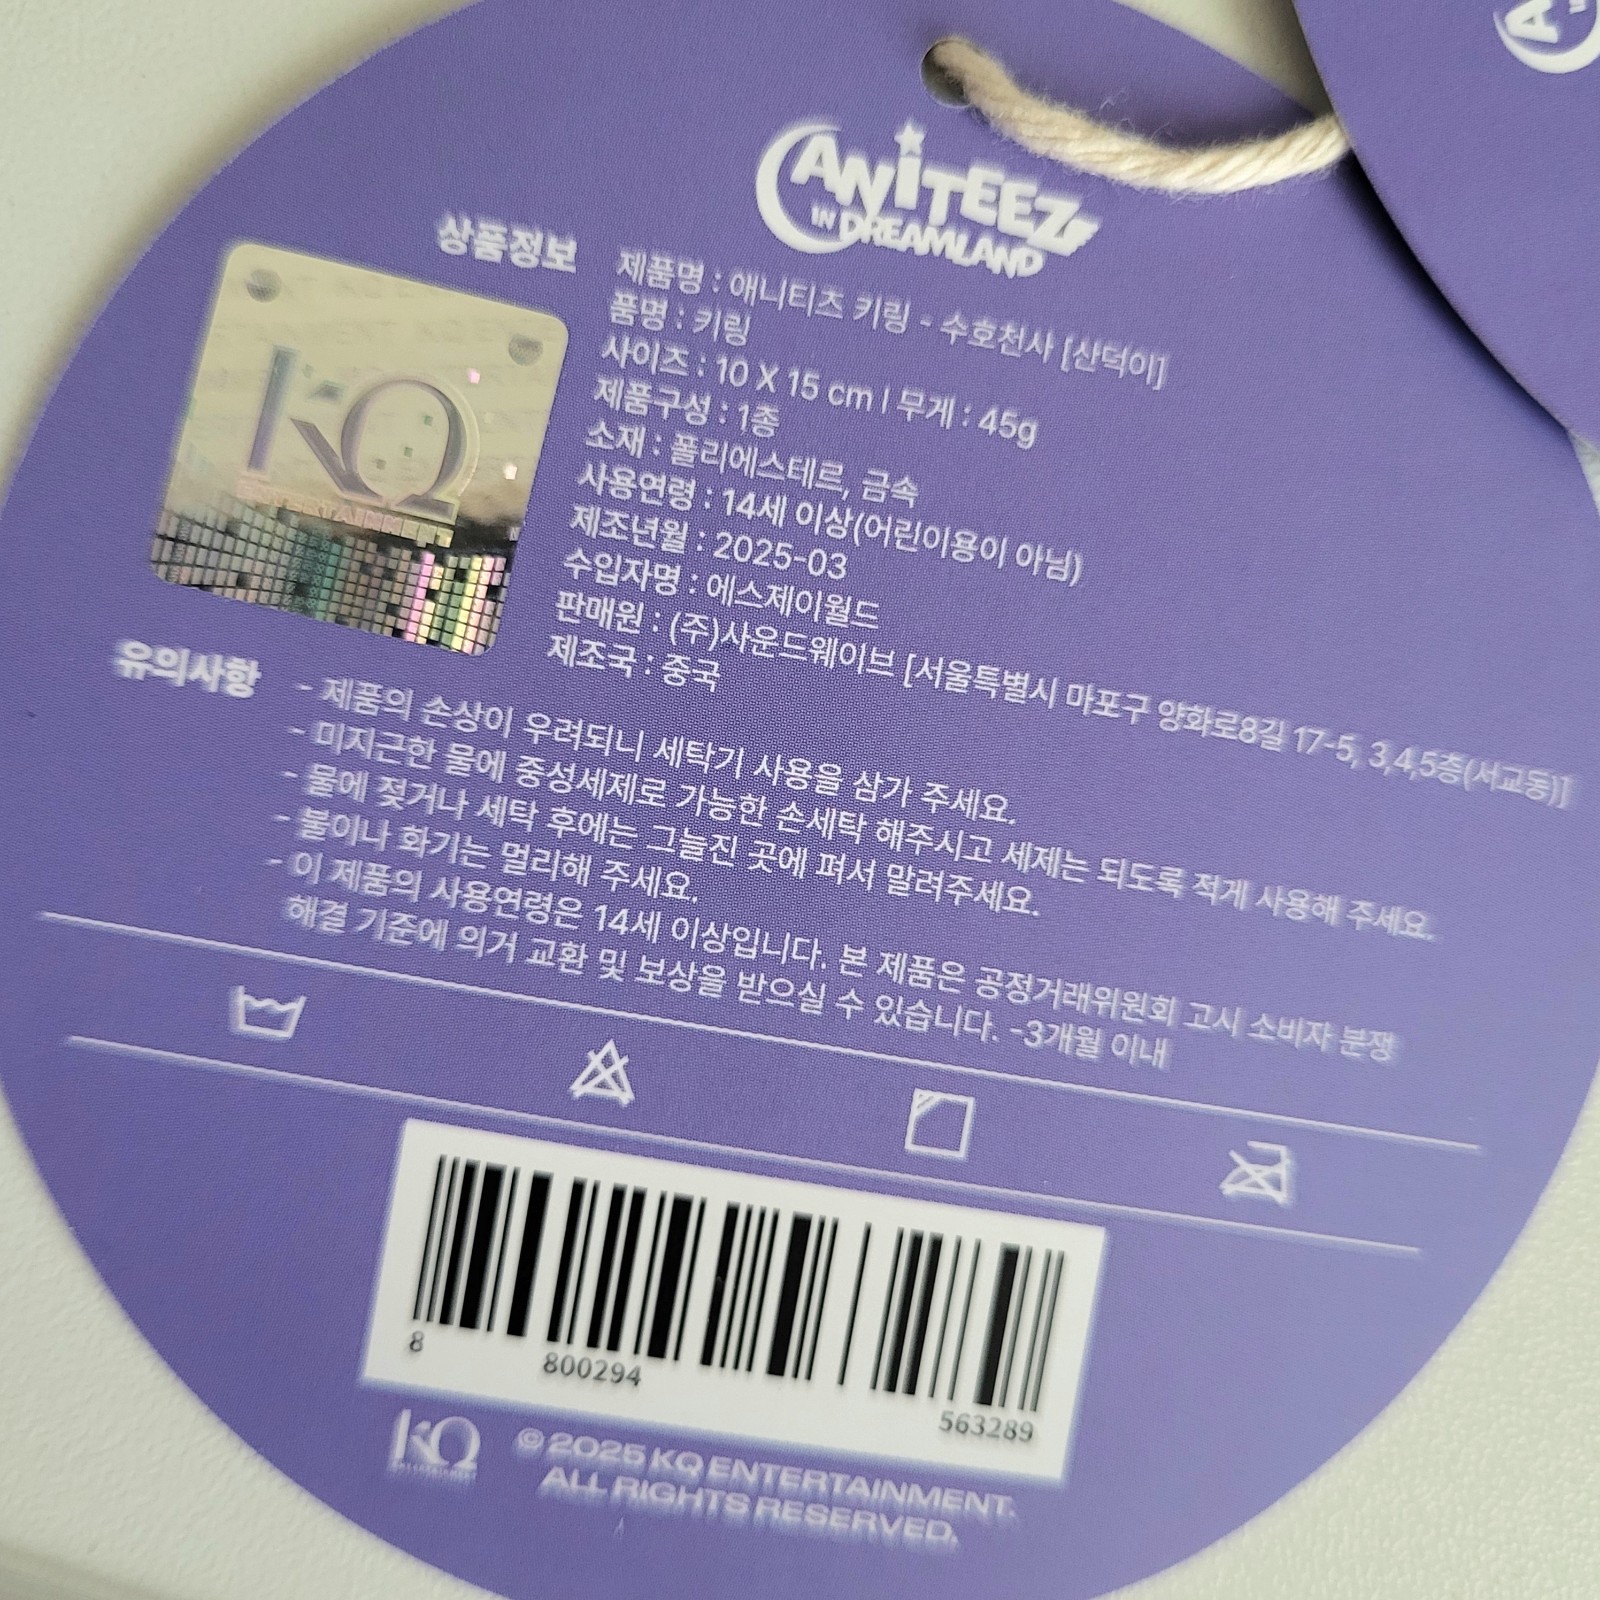 ANITEEZ
IN DREAMLAND
상품정보
제품명 : 애니티즈 키링 - 수호천사 [산덕이]
품명 : 키링
사이즈 : 10 X 15 cm | 무게 : 45g
제품구성 : 1종
소재 : 폴리에스테르, 금속
사용연령 : 14세 이상(어린이용이 아님)
제조년월 : 2025-03
수입자명 : 에스제이월드
판매원 : (주)사운드웨이브 [서울특별시 마포구 양화로8길 17-5, 3,4,5층(서교동)]
제조국 : 중국
KQ
ENTERTAINMENT
유의사항
- 제품의 손상이 우려되니 세탁기 사용을 삼가 주세요.
- 미지근한 물에 중성세제로 가능한 손세탁 해주시고 세제는 되도록 적게 사용해 주세요.
- 물에 젖거나 세탁 후에는 그늘진 곳에 펴서 말려주세요.
- 불이나 화기는 멀리해 주세요.
- 이 제품의 사용연령은 14세 이상입니다. 본 제품은 공정거래위원회 고시 소비자 분쟁
해결 기준에 의거 교환 및 보상을 받으실 수 있습니다. -3개월 이내
8 800294 563289
KQ
ENTERTAINMENT
© 2025 KQ ENTERTAINMENT.
ALL RIGHTS RESERVED.